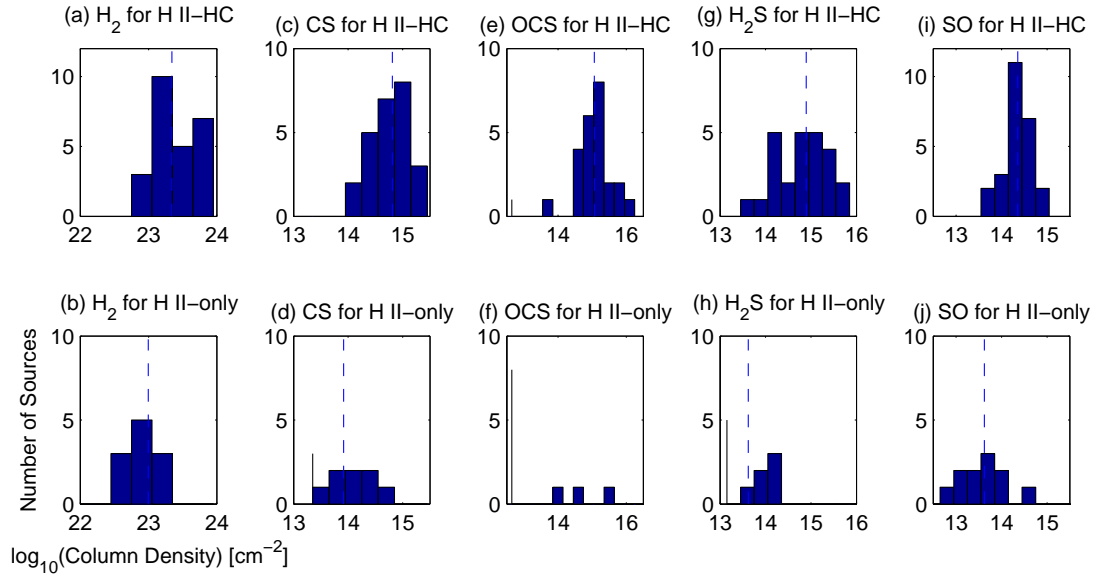 (a) H2 for H II−HC
(c) CS for H II−HC
(e) OCS for H II−HC
(g) H2S for H II−HC
(i) SO for H II−HC
10
5
0
22 23 24
10
5
0
13 14 15
10
5
0
14 16
10
5
0
13 14 15 16
10
5
0
13 14 15
(b) H2 for H II−only
(d) CS for H II−only
(f) OCS for H II−only
(h) H2S for H II−only
(j) SO for H II−only
Number of Sources
10
5
0
22 23 24
10
5
0
13 14 15
10
5
0
14 16
10
5
0
13 14 15 16
10
5
0
13 14 15
log10(Column Density) [cm−2]